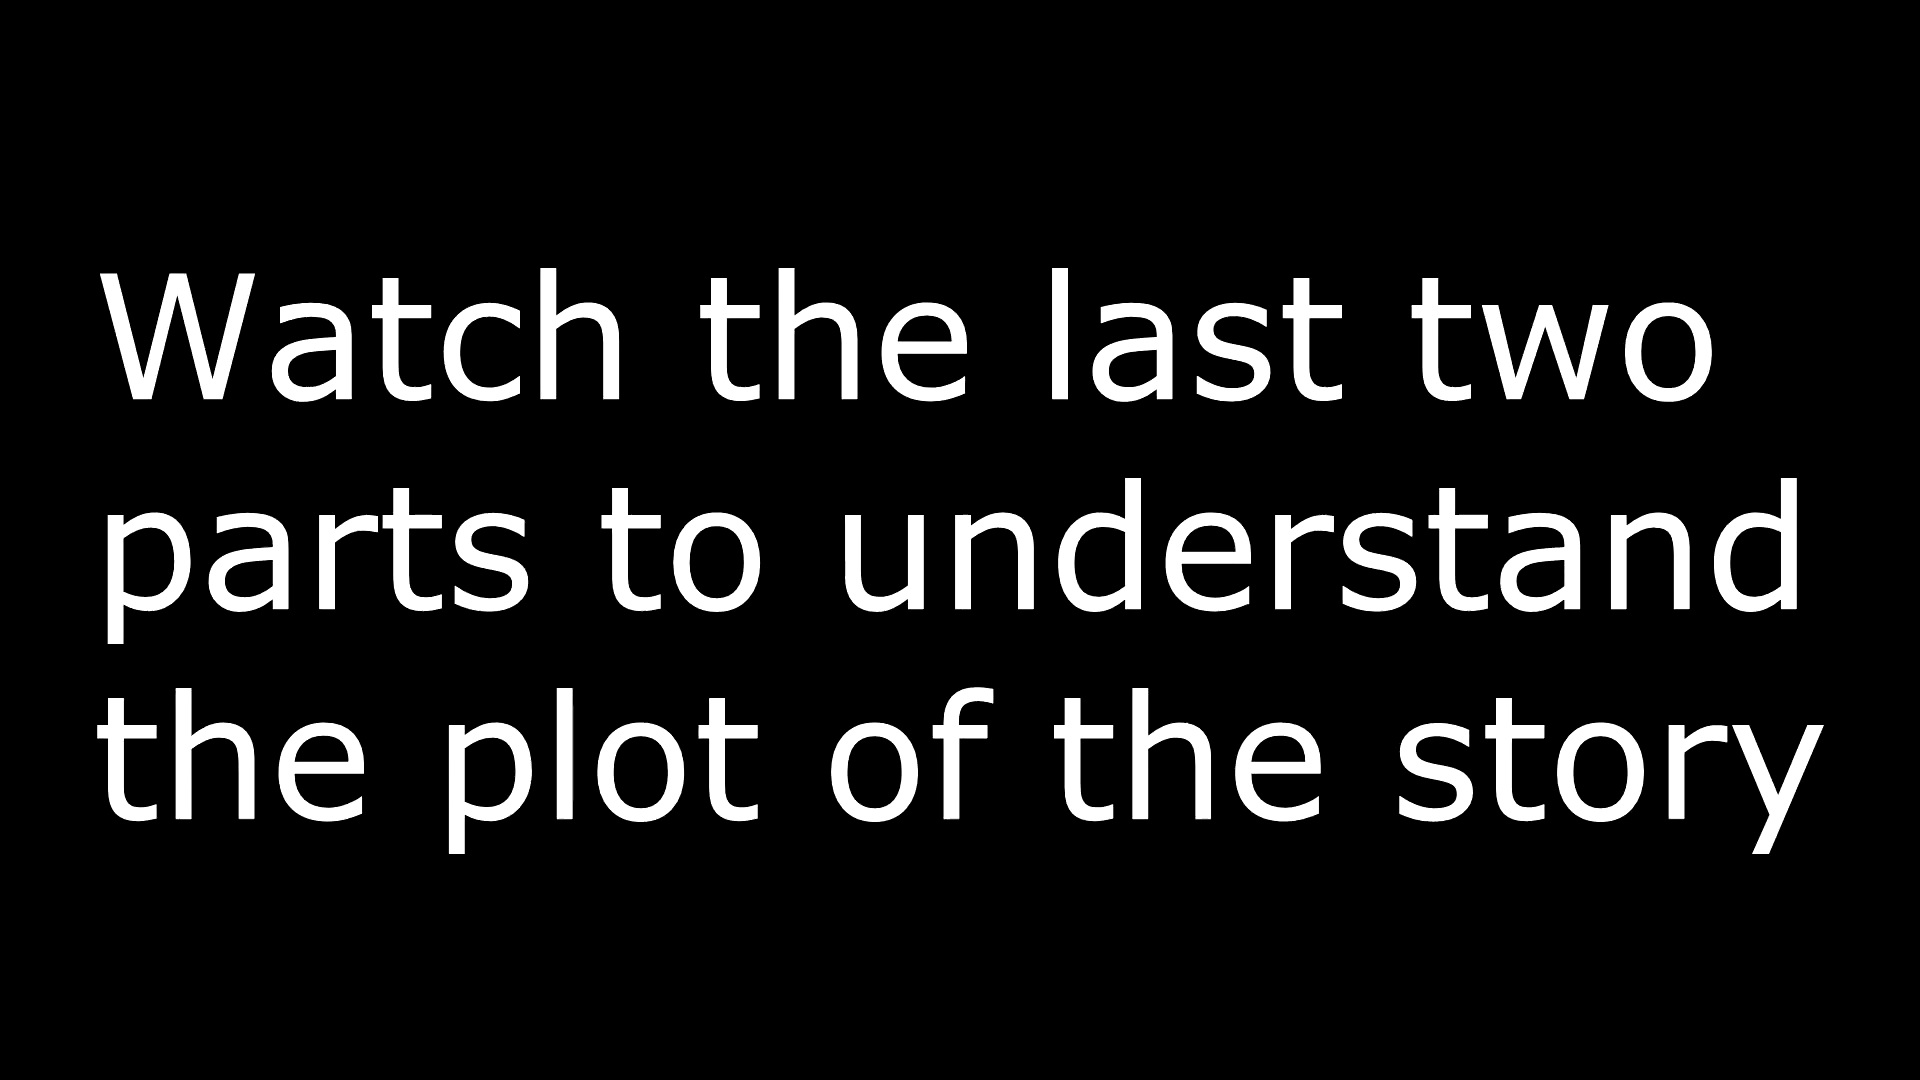 Watch the last two
parts to understand
the plot of the story